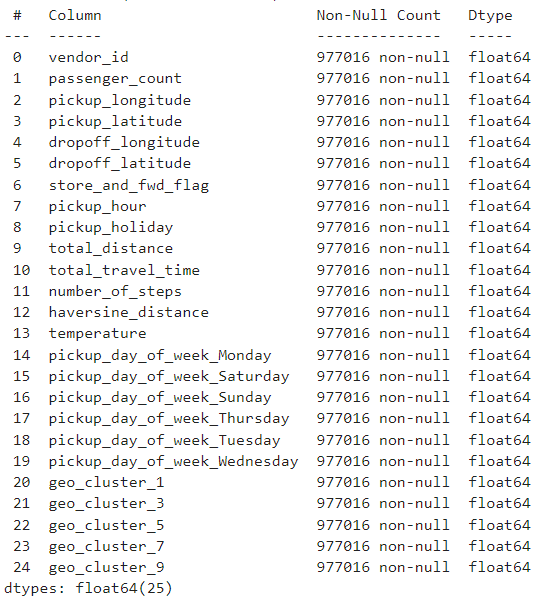 #   Column                        Non-Null Count   Dtype
---  ------                        --------------   -----
0   vendor_id                     977016 non-null  float64
1   passenger_count               977016 non-null  float64
2   pickup_longitude              977016 non-null  float64
3   pickup_latitude               977016 non-null  float64
4   dropoff_longitude             977016 non-null  float64
5   dropoff_latitude              977016 non-null  float64
6   store_and_fwd_flag            977016 non-null  float64
7   pickup_hour                   977016 non-null  float64
8   pickup_holiday                977016 non-null  float64
9   total_distance                977016 non-null  float64
10  total_travel_time             977016 non-null  float64
11  number_of_steps               977016 non-null  float64
12  haversine_distance            977016 non-null  float64
13  temperature                   977016 non-null  float64
14  pickup_day_of_week_Monday     977016 non-null  float64
15  pickup_day_of_week_Saturday   977016 non-null  float64
16  pickup_day_of_week_Sunday     977016 non-null  float64
17  pickup_day_of_week_Thursday   977016 non-null  float64
18  pickup_day_of_week_Tuesday    977016 non-null  float64
19  pickup_day_of_week_Wednesday  977016 non-null  float64
20  geo_cluster_1                 977016 non-null  float64
21  geo_cluster_3                 977016 non-null  float64
22  geo_cluster_5                 977016 non-null  float64
23  geo_cluster_7                 977016 non-null  float64
24  geo_cluster_9                 977016 non-null  float64
dtypes: float64(25)